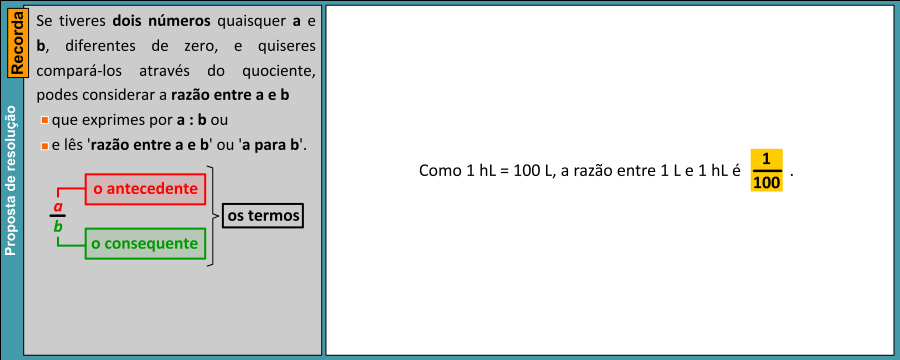 Proposta de resolução
Recorda
Se tiveres dois números quaisquer a e
b, diferentes de zero, e quiseres
compará-los através do quociente,
podes considerar a razão entre a e b
que exprimes por a : b ou
e lês 'razão entre a e b' ou 'a para b'.
a
b
o antecedente
o consequente
os termos
Como 1 hL = 100 L, a razão entre 1 L e 1 hL é 1/100 .